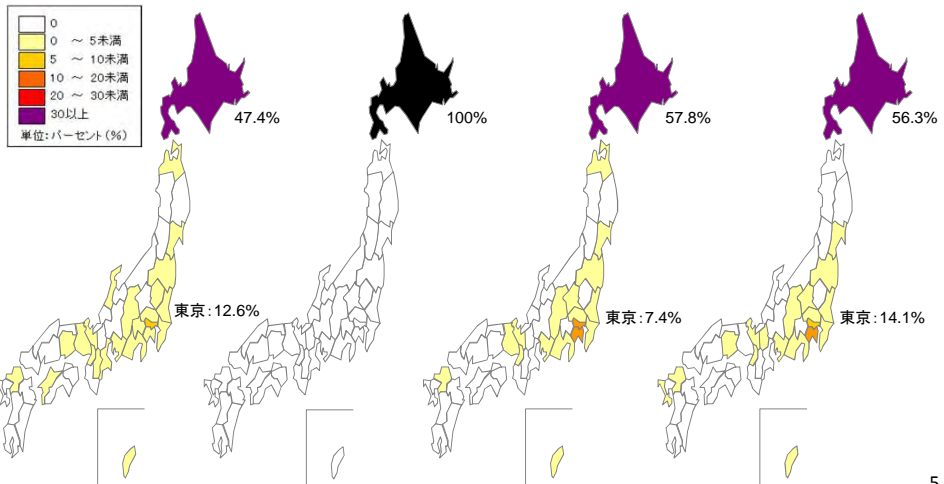 0
0 ～ 5未満
5 ～ 10未満
10 ～ 20未満
20 ～ 30未満
30以上
単位:パーセント(%)
47.4%
100%
57.8%
56.3%
東京:12.6%
東京:7.4%
東京:14.1%
5